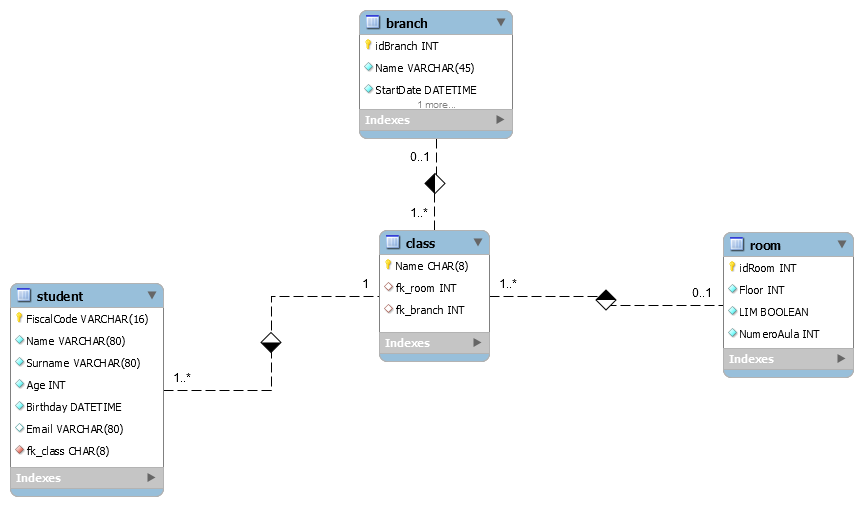 branch
idBranch INT
Name VARCHAR(45)
StartDate DATETIME
1 more...
Indexes
0..1
1..*
class
Name CHAR(8)
fk_room INT
fk_branch INT
Indexes
1
1..*
0..1
room
idRoom INT
Floor INT
LIM BOOLEAN
NumeroAula INT
Indexes
student
FiscalCode VARCHAR(16)
Name VARCHAR(80)
Surname VARCHAR(80)
Age INT
Birthday DATETIME
Email VARCHAR(80)
fk_class CHAR(8)
Indexes
1..*